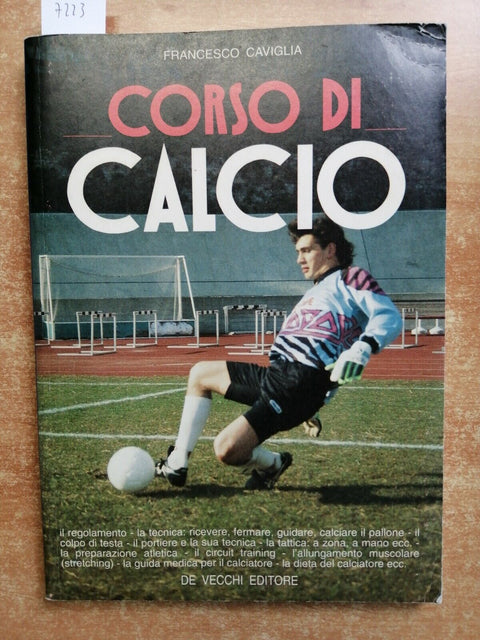 7223
FRANCESCO CAVIGLIA
CORSO DI
CALCIO
il regolamento - la tecnica: ricevere, fermare, guidare, calciare il pallone - il
colpo di testa - il portiere e la sua tecnica - la tattica: a zona, a mano ecc. -
la preparazione atletica - il circuit training - l'allungamento muscolare
(stretching) - la guida medica per il calciatore - la dieta del calciatore ecc.
DE VECCHI EDITORE